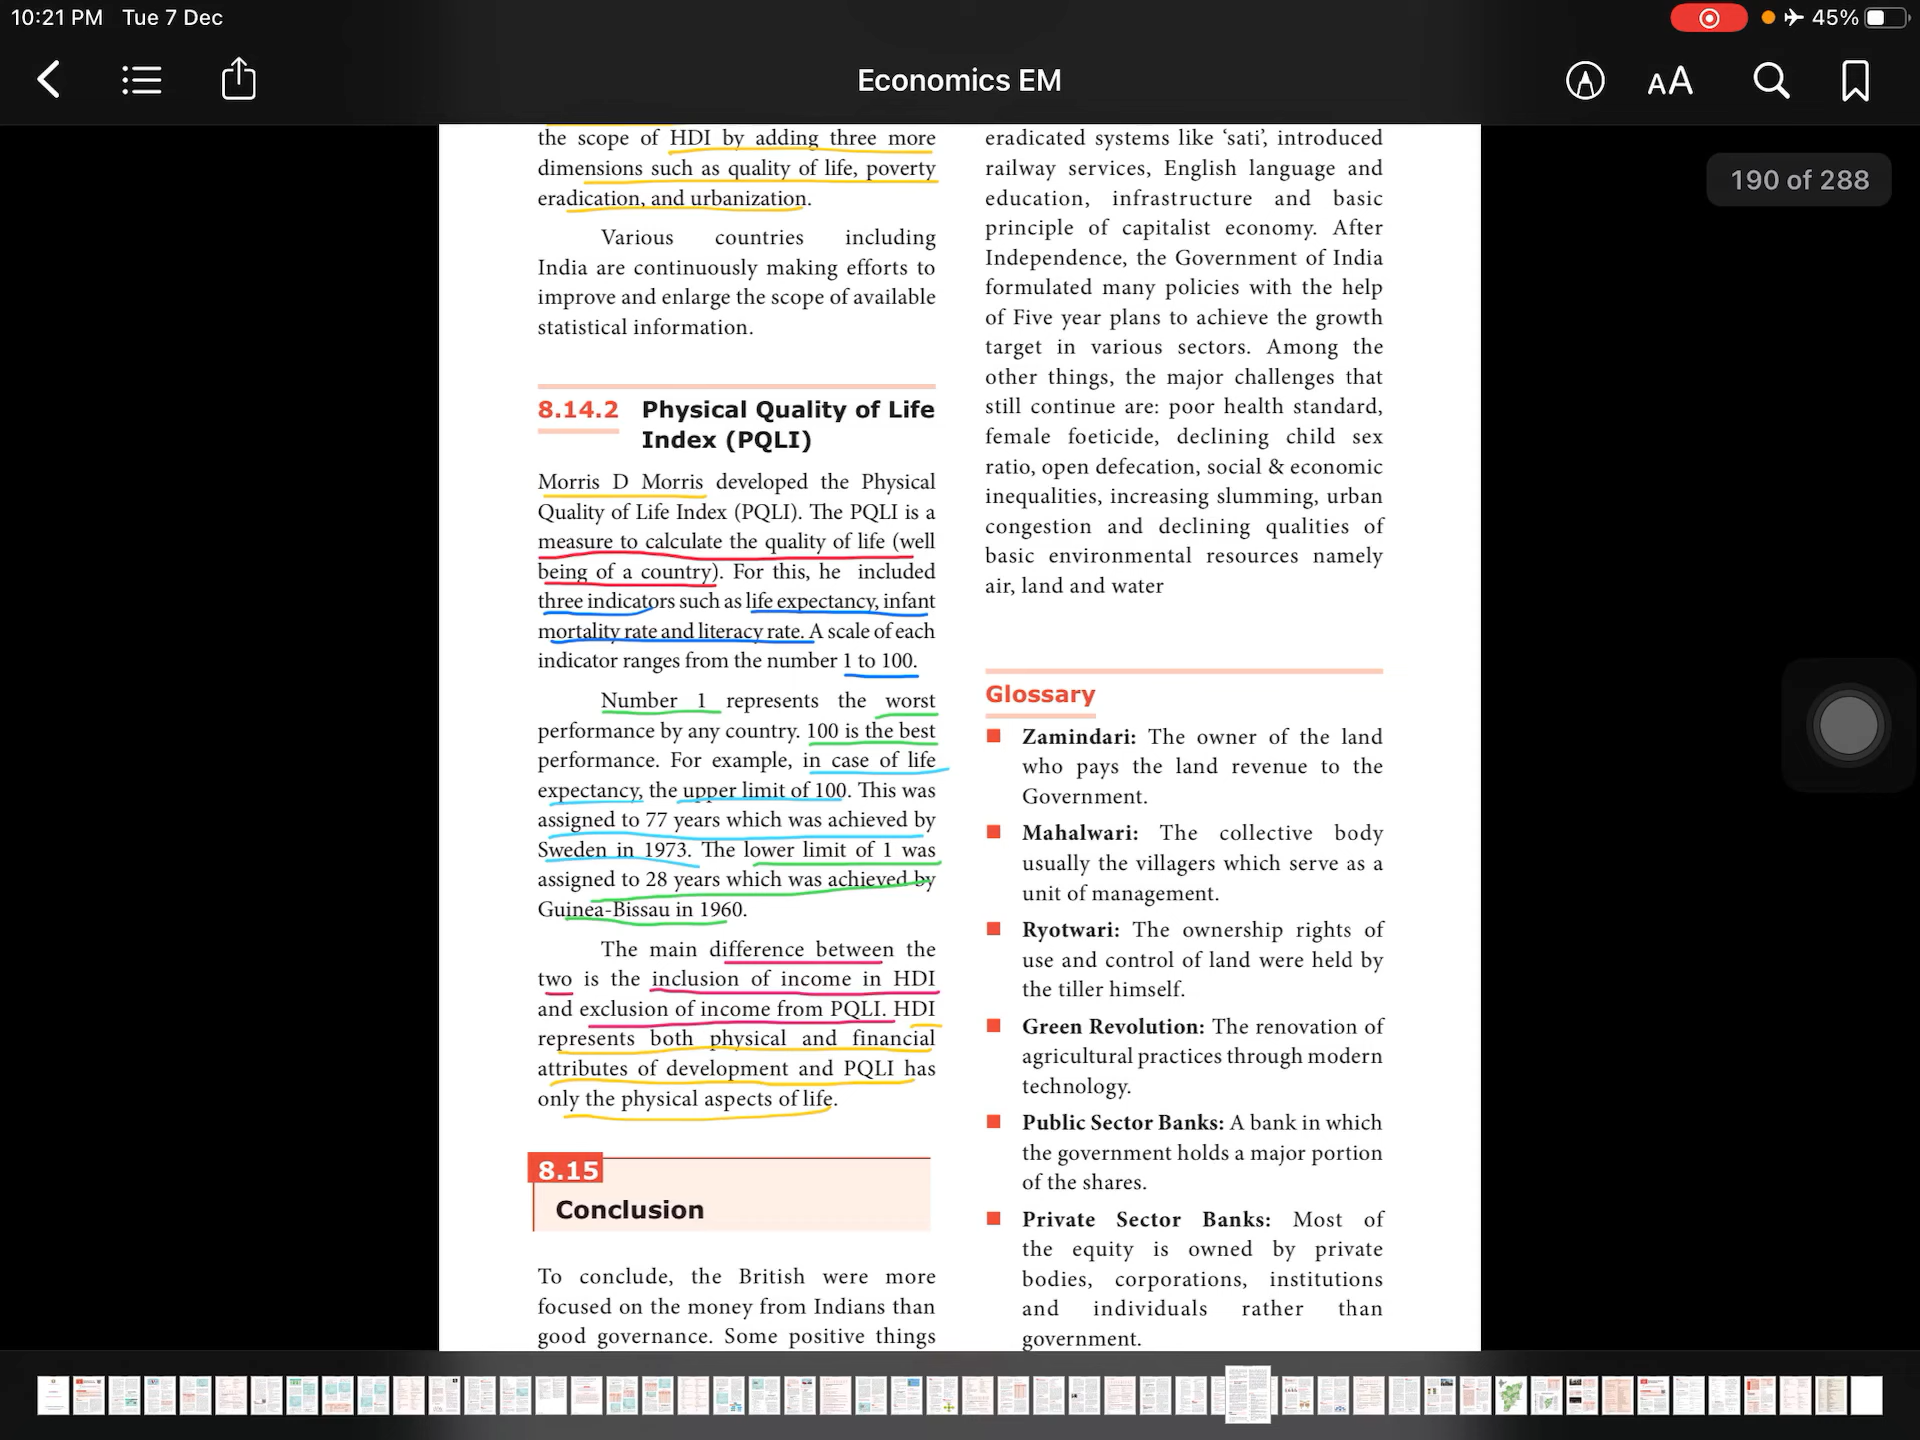 10:21 PM Tue 7 Dec
45%
Economics EM
190 of 288
the scope of HDI by adding three more
dimensions such as quality of life, poverty
eradication, and urbanization.
Various countries including
India are continuously making efforts to
improve and enlarge the scope of available
statistical information.
8.14.2 Physical Quality of Life
Index (PQLI)
Morris D Morris developed the Physical
Quality of Life Index (PQLI). The PQLI is a
measure to calculate the quality of life (well
being of a country). For this, he included
three indicators such as life expectancy, infant
mortality rate and literacy rate. A scale of each
indicator ranges from the number 1 to 100.
Number 1 represents the worst
performance by any country. 100 is the best
performance. For example, in case of life
expectancy, the upper limit of 100. This was
assigned to 77 years which was achieved by
Sweden in 1973. The lower limit of 1 was
assigned to 28 years which was achieved by
Guinea-Bissau in 1960.
The main difference between the
two is the inclusion of income in HDI
and exclusion of income from PQLI. HDI
represents both physical and financial
attributes of development and PQLI has
only the physical aspects of life.
8.15
Conclusion
To conclude, the British were more
focused on the money from Indians than
good governance. Some positive things
eradicated systems like ‘sati’, introduced
railway services, English language and
education, infrastructure and basic
principle of capitalist economy. After
Independence, the Government of India
formulated many policies with the help
of Five year plans to achieve the growth
target in various sectors. Among the
other things, the major challenges that
still continue are: poor health standard,
female foeticide, declining child sex
ratio, open defecation, social & economic
inequalities, increasing slumming, urban
congestion and declining qualities of
basic environmental resources namely
air, land and water
Glossary
Zamindari: The owner of the land
who pays the land revenue to the
Government.
Mahalwari: The collective body
usually the villagers which serve as a
unit of management.
Ryotwari: The ownership rights of
use and control of land were held by
the tiller himself.
Green Revolution: The renovation of
agricultural practices through modern
technology.
Public Sector Banks: A bank in which
the government holds a major portion
of the shares.
Private Sector Banks: Most of
the equity is owned by private
bodies, corporations, institutions
and individuals rather than
government.